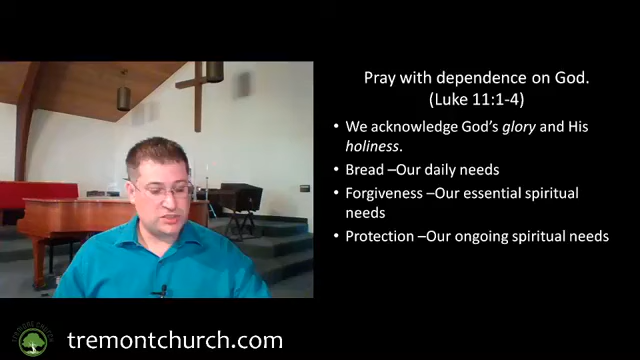 Pray with dependence on God.
(Luke 11:1-4)
• We acknowledge God's glory and His
holiness.
• Bread –Our daily needs
• Forgiveness –Our essential spiritual
needs
• Protection –Our ongoing spiritual needs
tremontchurch.com